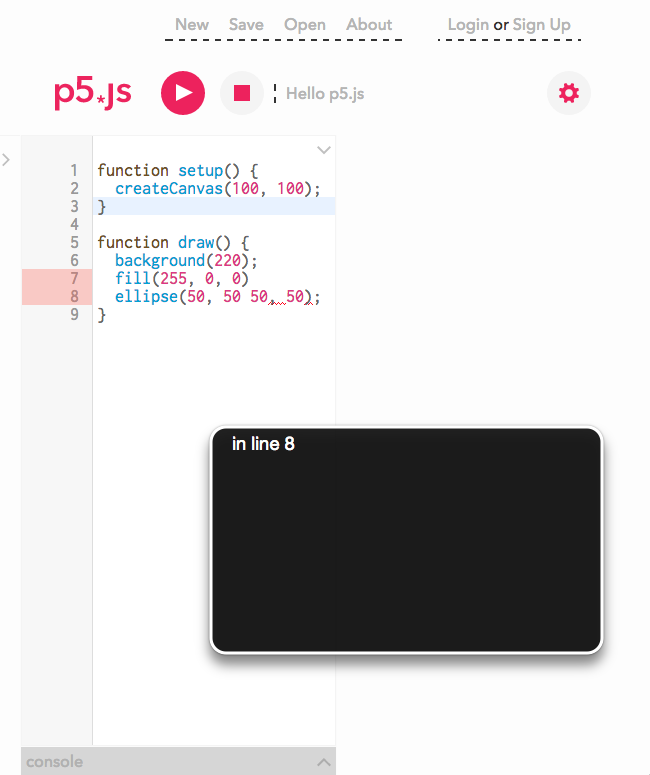 New Save Open About Login or Sign Up
p5*js Hello p5.js
1 function setup() {
2 createCanvas(100, 100);
3 }
4
5 function draw() {
6 background(220);
7 fill(255, 0, 0)
8 ellipse(50, 50 50, 50);
9 }
in line 8
console